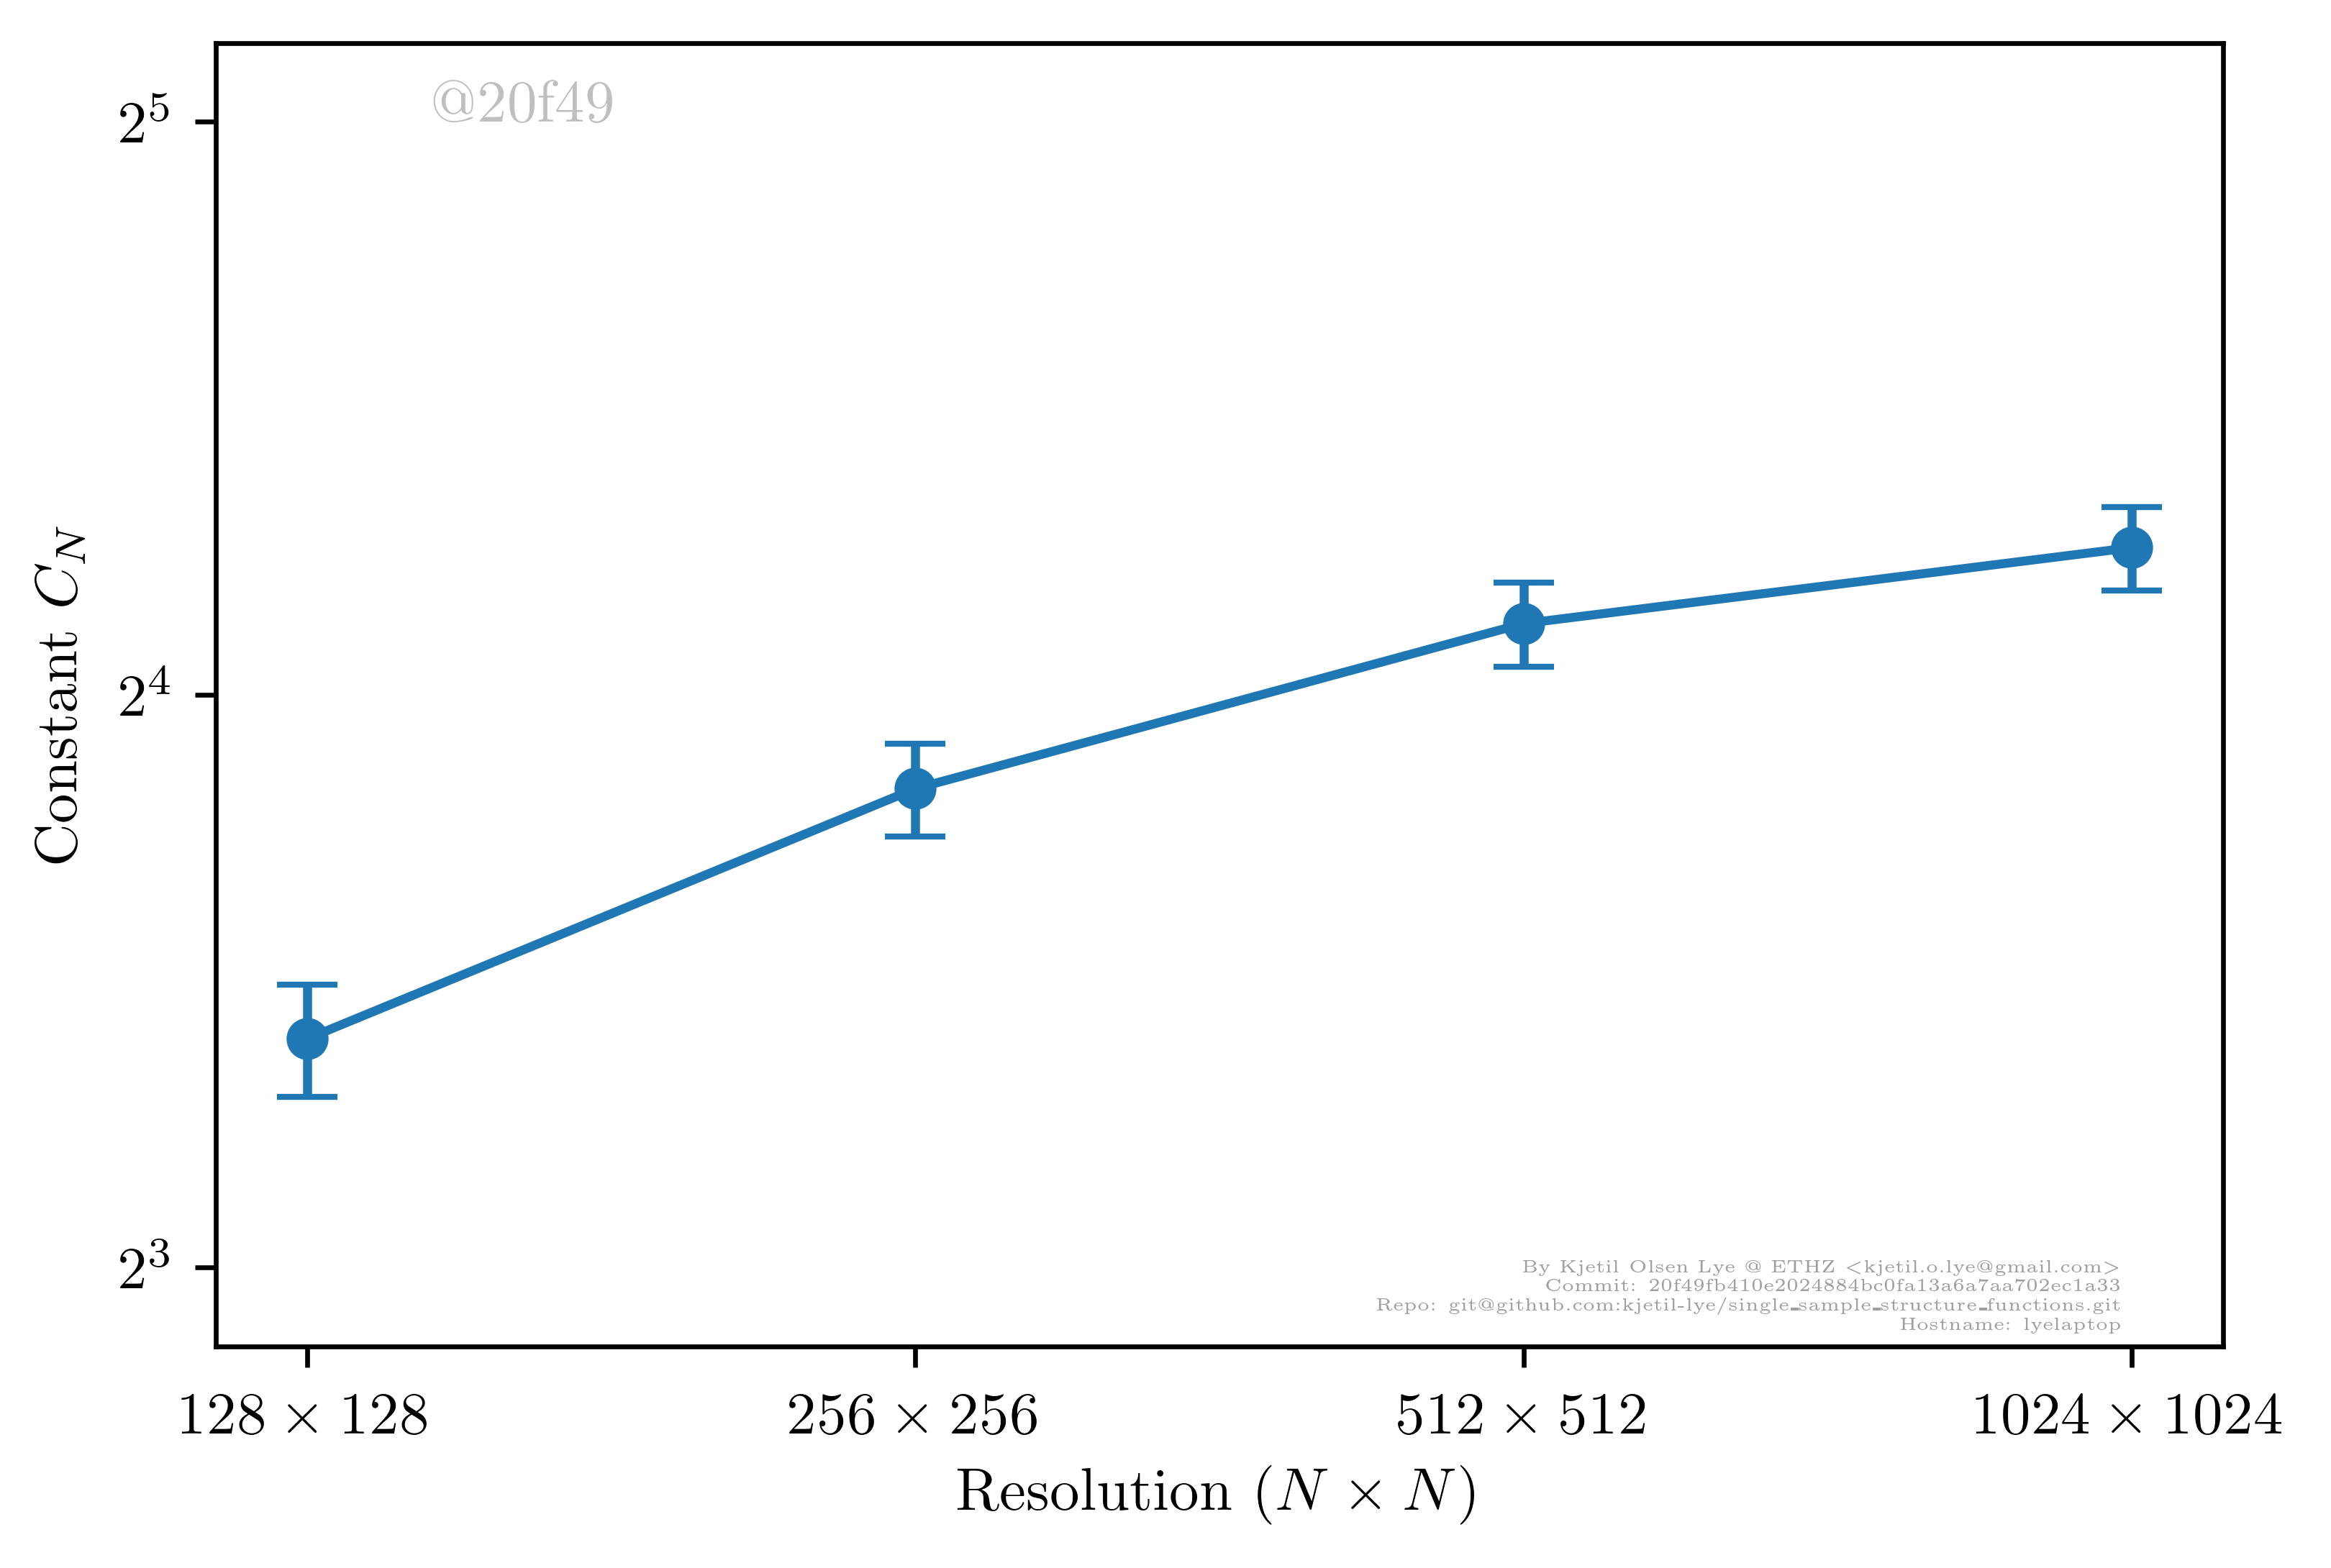 @20f49
2^5
2^4
2^3
Constant C_N
By Kjetil Olsen Lye @ ETHZ <kjetil.o.lye@gmail.com>
Commit: 20f49fb410e2024884bc0fa13a6a7aa702ec1a33
Repo: git@github.com:kjetil-lye/single_sample_structure_functions.git
Hostname: lyelaptop
128 × 128
256 × 256
512 × 512
1024 × 1024
Resolution (N × N)